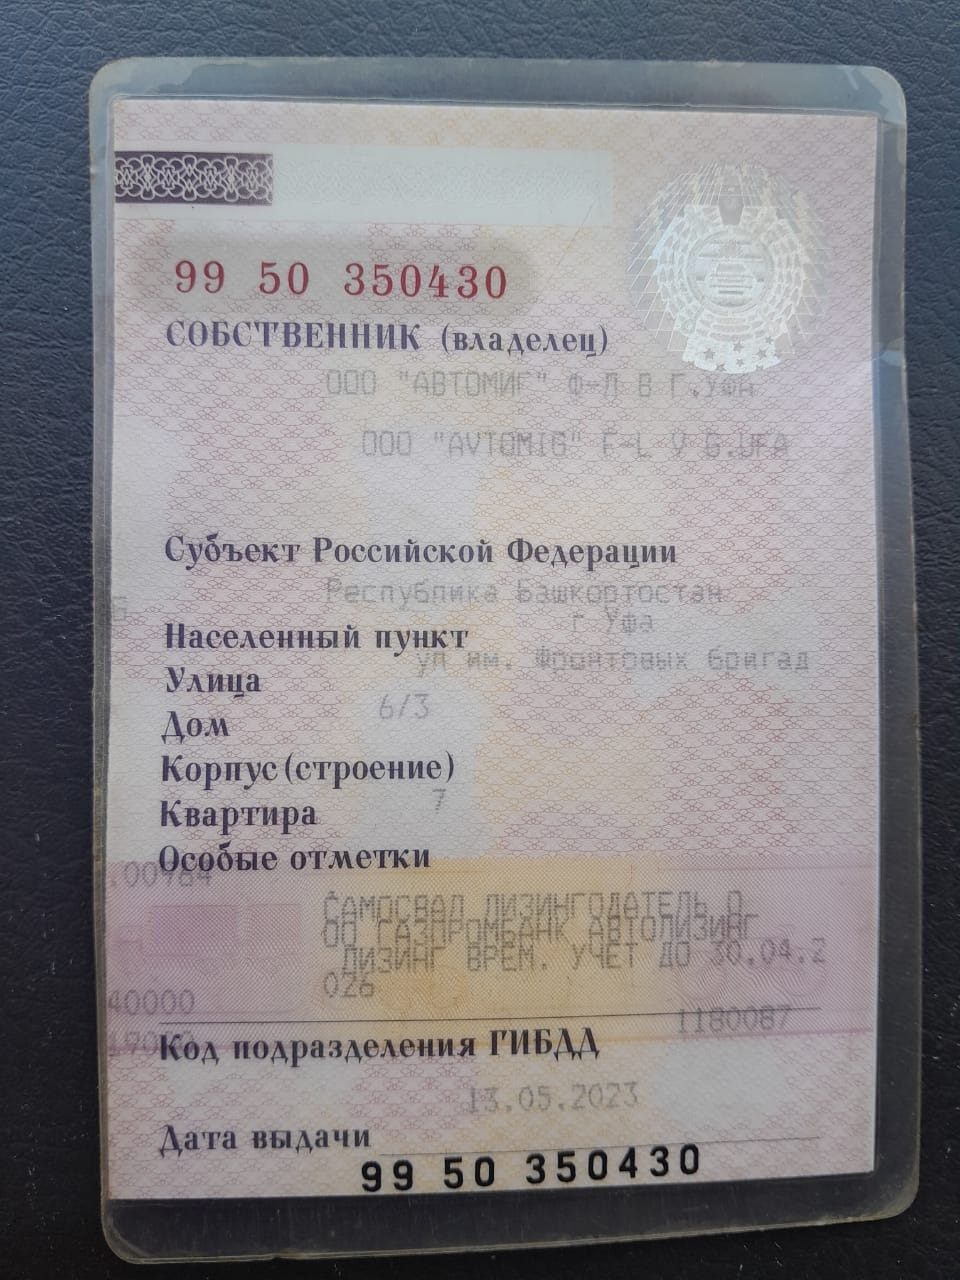 99 50 350430
СОБСТВЕННИК (владелец)
ООО "АВТОМИГ" Ф-Л В Г.УФА
ООО "AVTOMIG" F-L V G.UFA
Субъект Российской Федерации
Республика Башкортостан
г Уфа
Населенный пункт
ул им. Фронтовых бригад
Улица
6/3
Дом
Корпус (строение)
7
Квартира
Особые отметки
.00984
САМОСВАЛ ЛИЗИНГОДАТЕЛЬ О
ОО ГАЗПРОМБАНК АВТОЛИЗИНГ
ЛИЗИНГ ВРЕМ. УЧЕТ ДО 30.04.2
026
40000
1180087
Код подразделения ГИБДД
13.05.2023
Дата выдачи
99 50 350430